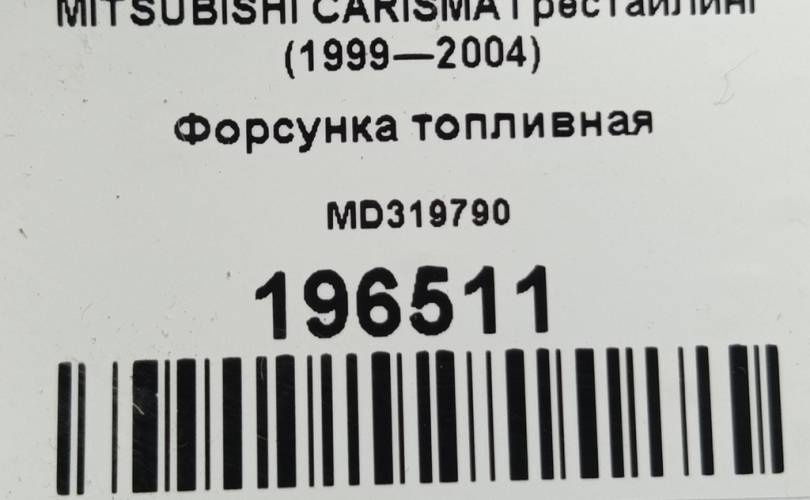 MITSUBISHI CARISMA I рестайлинг
(1999—2004)
Форсунка топливная
MD319790
196511